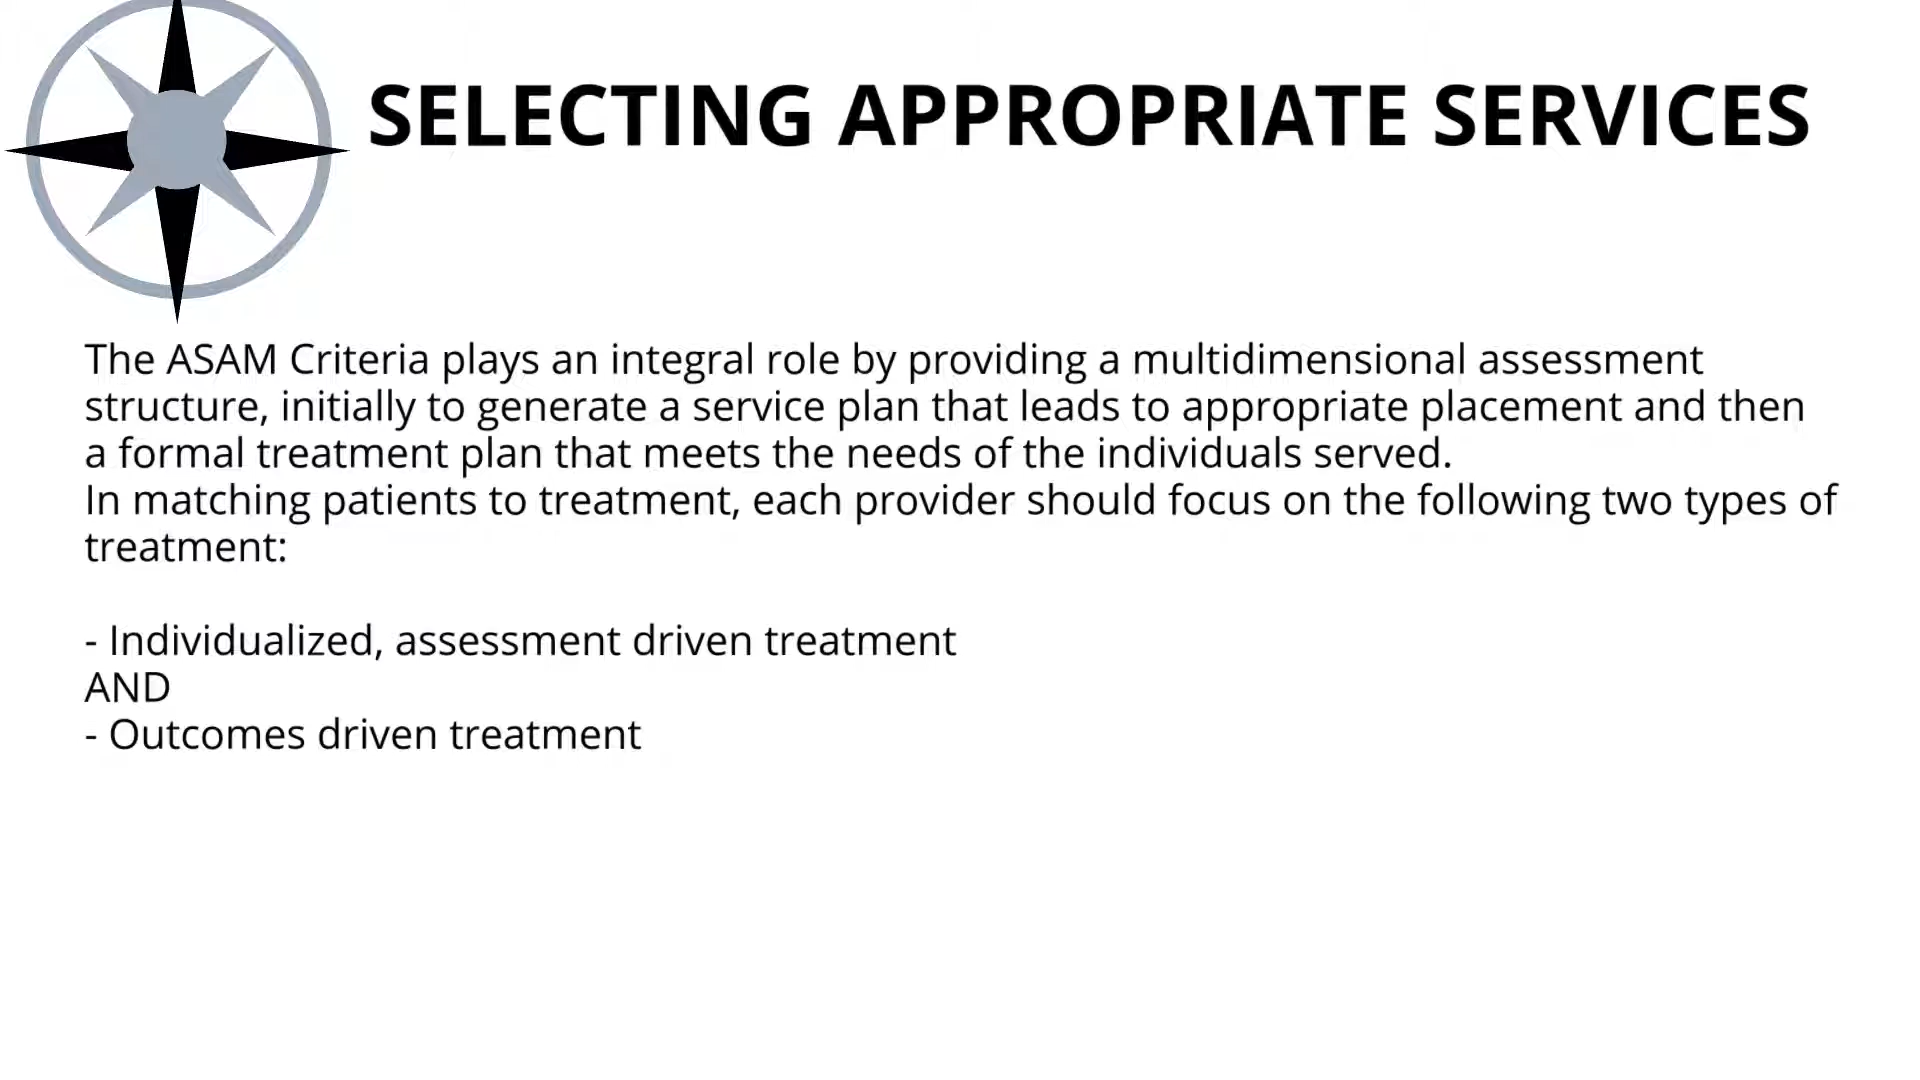 SELECTING APPROPRIATE SERVICES
The ASAM Criteria plays an integral role by providing a multidimensional assessment
structure, initially to generate a service plan that leads to appropriate placement and then
a formal treatment plan that meets the needs of the individuals served.
In matching patients to treatment, each provider should focus on the following two types of
treatment:
- Individualized, assessment driven treatment
AND
- Outcomes driven treatment